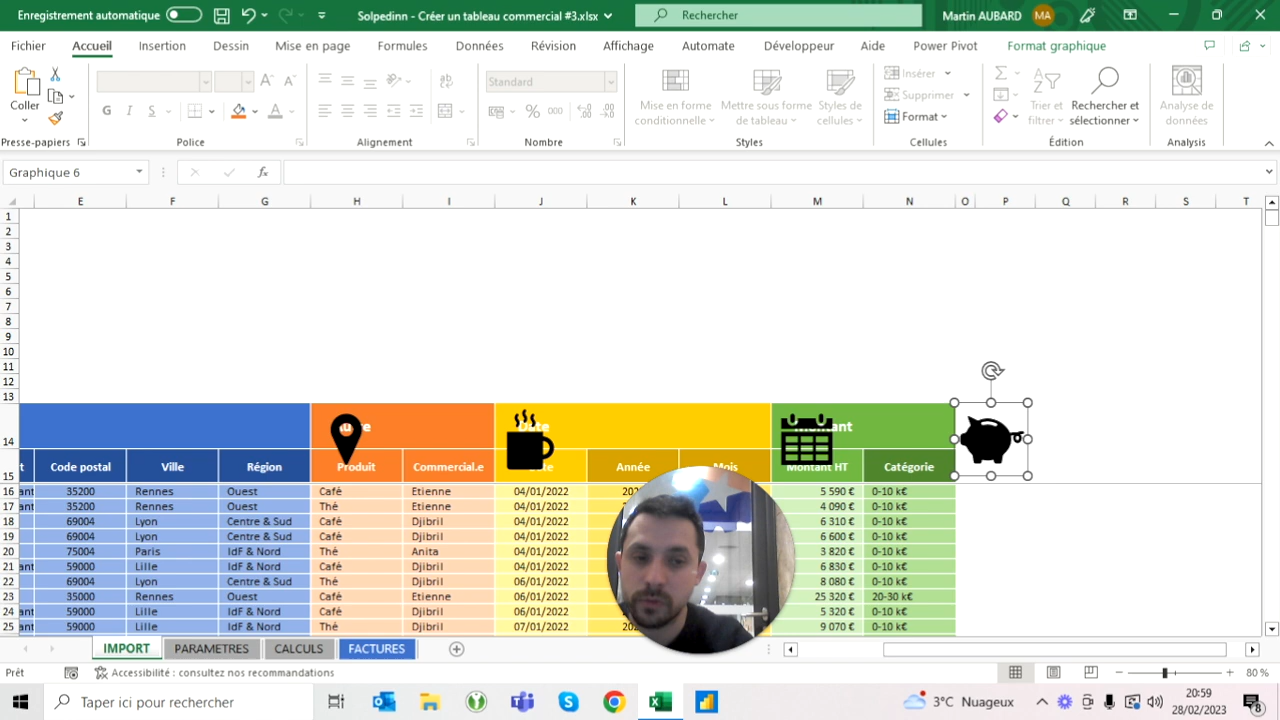 Enregistrement automatique
Solpedinn - Créer un tableau commercial #3.xlsx
Rechercher
Martin AUBARD
MA
Fichier Accueil Insertion Dessin Mise en page Formules Données Révision Affichage Automate Développeur Aide Power Pivot Format graphique
Coller
G I S
Standard
% 000
Mise en forme conditionnelle
Mettre sous forme de tableau
Styles de cellules
Insérer
Supprimer
Format
Trier et filtrer
Rechercher et sélectionner
Analyse de données
Presse-papiers Police Alignement Nombre Styles Cellules Édition Analysis
Graphique 6
fx
E F G H I J K L M N O P Q R S T
1
2
3
4
5
6
7
8
9
10
11
12
13
14
15 Code postal Ville Région Produit Commercial.e Année Mois Montant HT Catégorie
16 ant 35200 Rennes Ouest Café Etienne 04/01/2022 5 590 € 0-10 k€
17 ant 35200 Rennes Ouest Thé Etienne 04/01/2022 4 090 € 0-10 k€
18 ant 69004 Lyon Centre & Sud Café Djibril 04/01/2022 6 310 € 0-10 k€
19 ant 69004 Lyon Centre & Sud Café Djibril 04/01/2022 6 600 € 0-10 k€
20 ant 75004 Paris IdF & Nord Thé Anita 04/01/2022 3 820 € 0-10 k€
21 ant 59000 Lille IdF & Nord Café Djibril 04/01/2022 6 830 € 0-10 k€
22 ant 69004 Lyon Centre & Sud Thé Djibril 06/01/2022 8 080 € 0-10 k€
23 ant 35000 Rennes Ouest Café Etienne 06/01/2022 25 320 € 20-30 k€
24 ant 59000 Lille IdF & Nord Café Djibril 06/01/2022 5 320 € 0-10 k€
25 ant 59000 Lille IdF & Nord Thé Djibril 07/01/2022 9 070 € 0-10 k€
IMPORT PARAMETRES CALCULS FACTURES
Prêt
Accessibilité : consultez nos recommandations
80 %
Taper ici pour rechercher
3°C Nuageux
20:59
28/02/2023
8